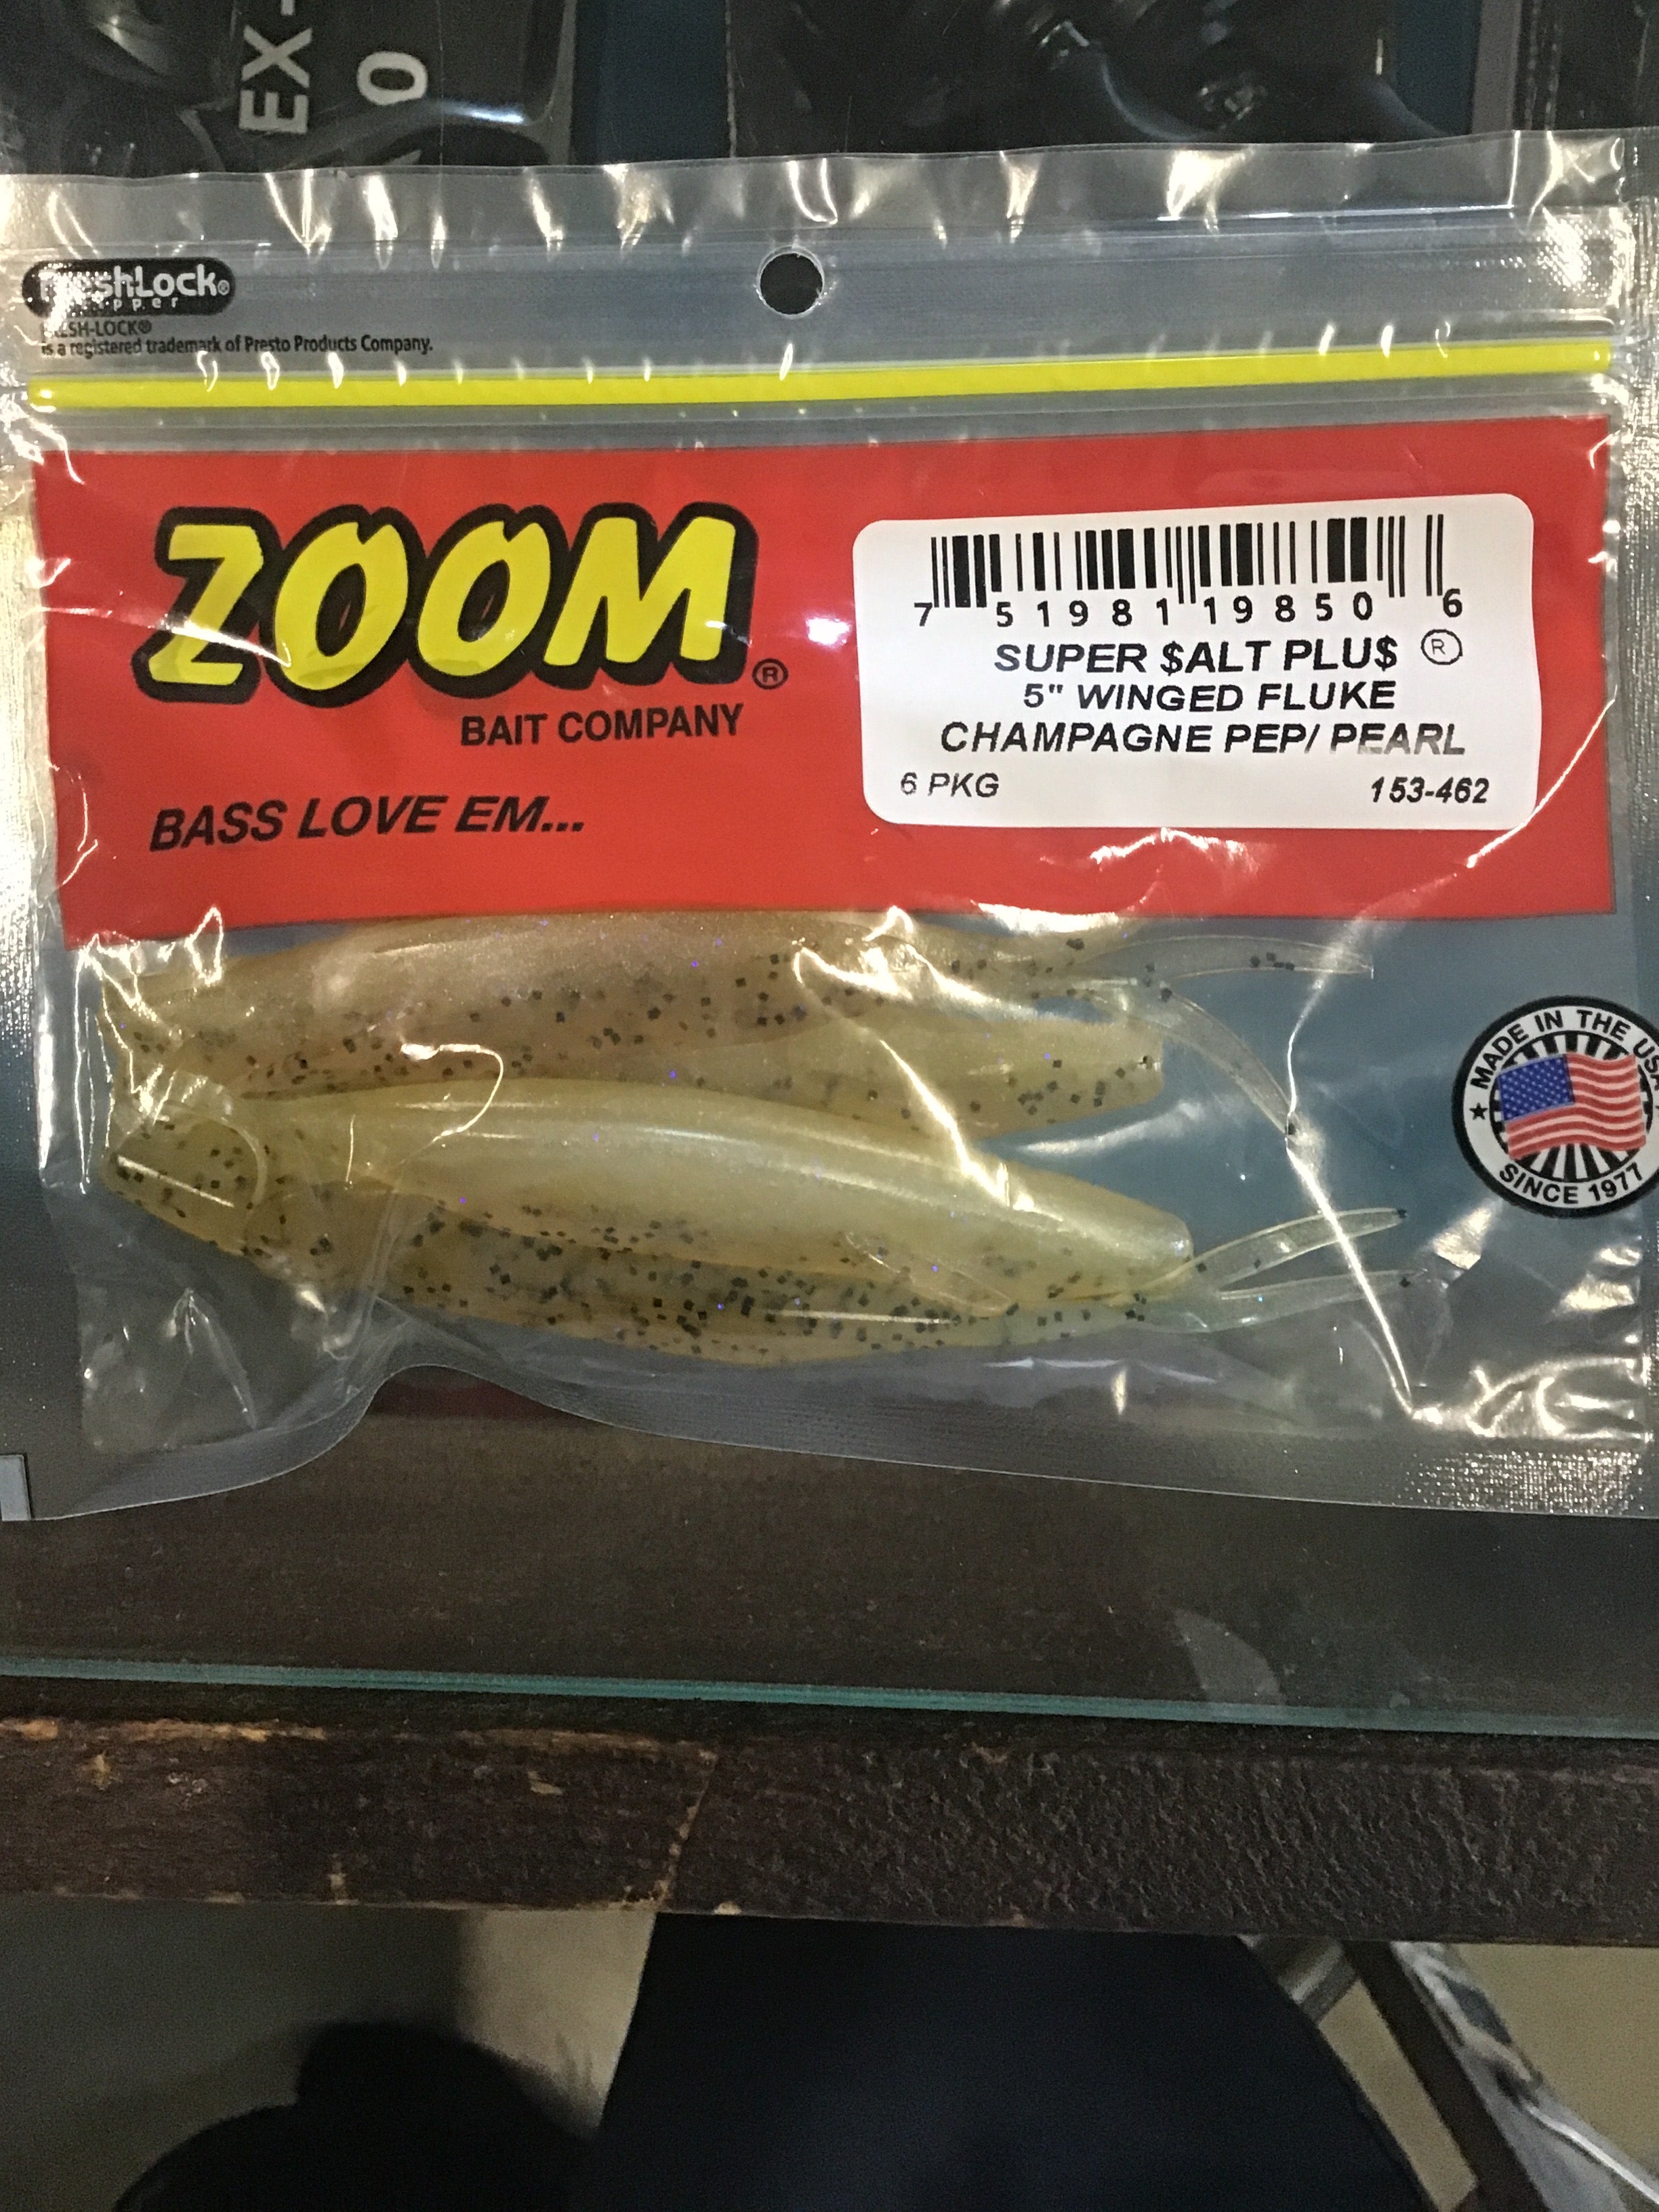 EX-
0
FreshLock®
FRESH-LOCK®
is a registered trademark of Presto Products Company.
ZOOM®
BAIT COMPANY
BASS LOVE EM...
7 51981 19850 6
SUPER $ALT PLU$ ®
5" WINGED FLUKE
CHAMPAGNE PEP/ PEARL
6 PKG 153-462
★ MADE IN THE USA
SINCE 1977